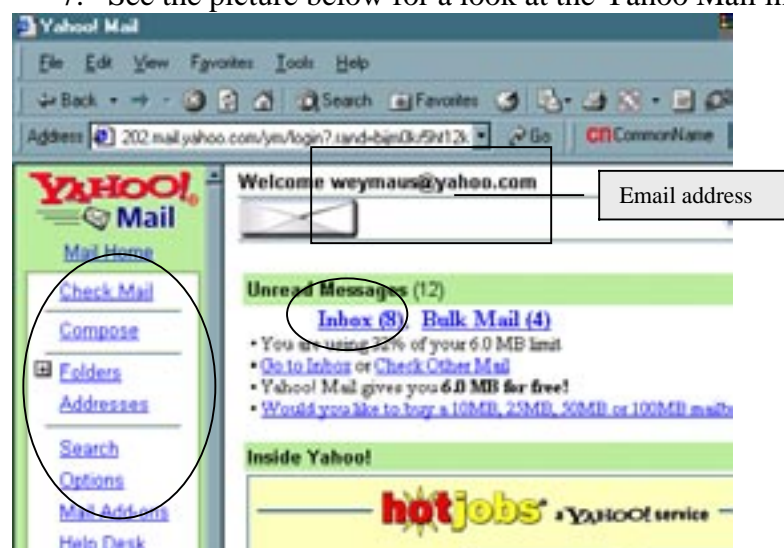 7. See the picture below for a look at the Yahoo Mail
Yahoo! Mail
File Edit View Favorites Tools Help
Back Search Favorites
Address 202.mail.yahoo.com/ym/login?.rand= Go CommonName
YAHOO! Mail
Welcome weymaus@yahoo.com
Email address
Mail Home
Check Mail
Compose
Folders
Addresses
Search
Options
Mail Add-ons
Help Desk
Unread Messages (12)
Inbox (8), Bulk Mail (4)
• You are using 32% of your 6.0 MB limit
• Go to Inbox or Check Other Mail
• Yahoo! Mail gives you 6.0 MB for free!
• Would you like to buy a 10MB, 25MB, 50MB or 100MB
Inside Yahoo!
hotjobs a YAHOO! service